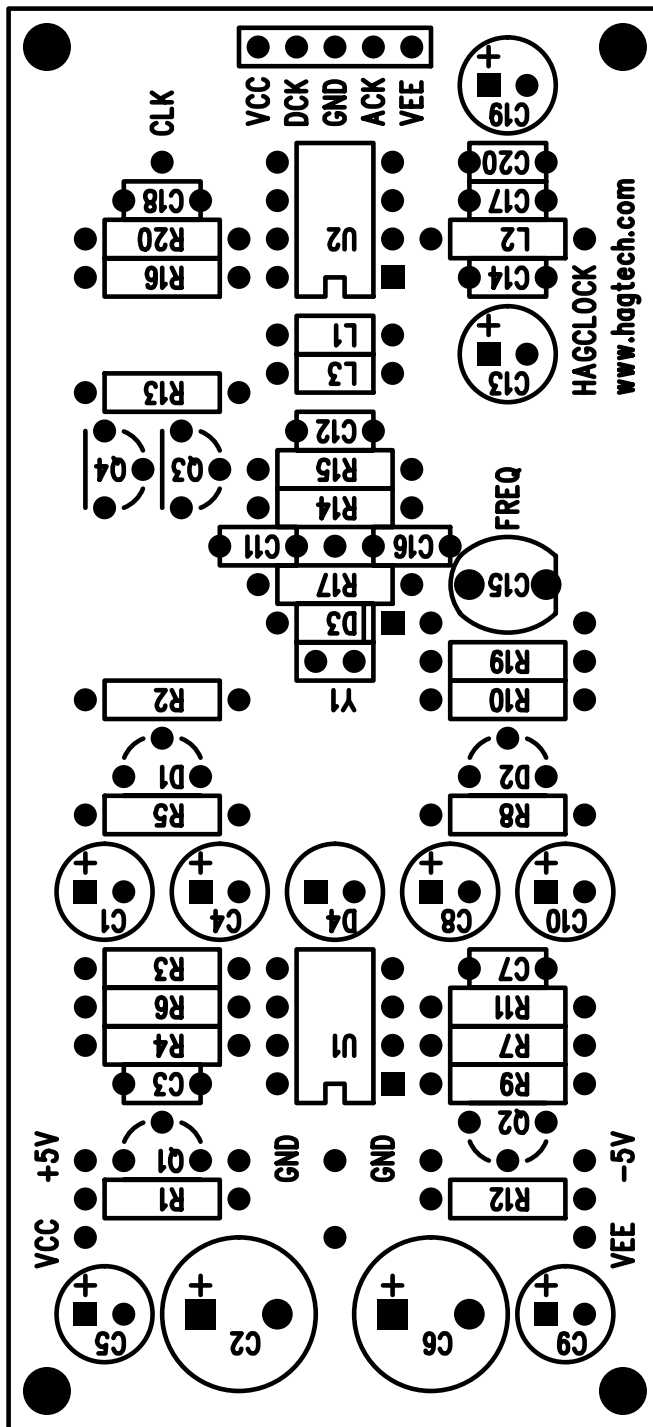 VCC
DCK
GND
ACK
VEE
CLK
C19
C20
C18
C17
R20
U2
L2
R16
C14
www.hagtech.com
HAGCLOCK
L1
L3
C13
R13
C12
Q4
Q3
R15
R14
FREQ
C11
C16
R17
C15
D3
R19
Y1
R2
R10
D1
D2
R5
R8
C1
C4
D4
C8
C10
R3
C7
R6
R11
R4
U1
R7
C3
R9
Q2
+5V
Q1
GND
GND
-5V
R1
R12
VCC
VEE
C5
C2
C6
C9